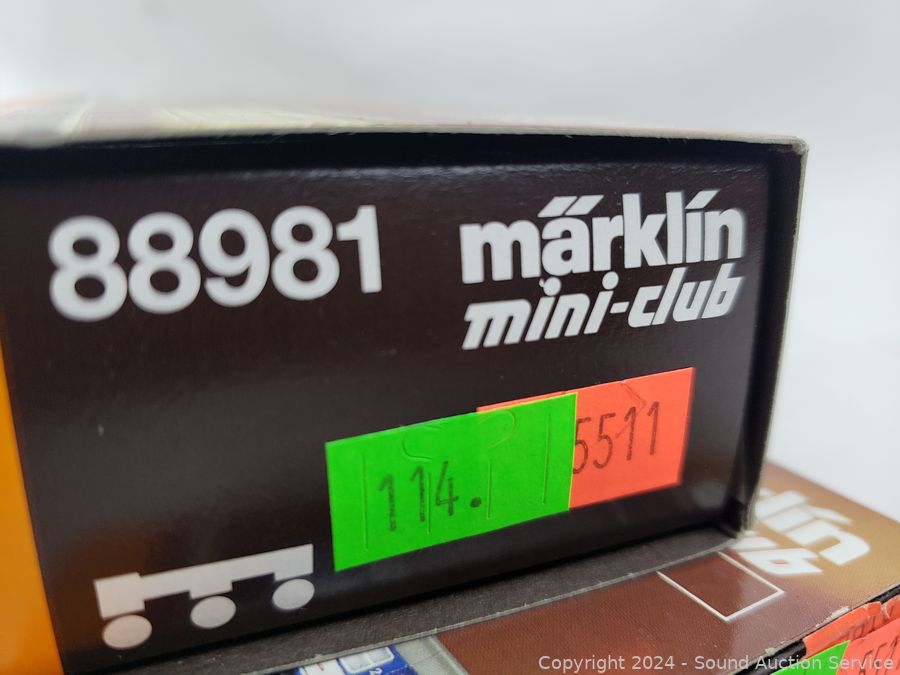 88981
märklin
mini-club
114.
5511
Copyright 2024 - Sound Auction Service